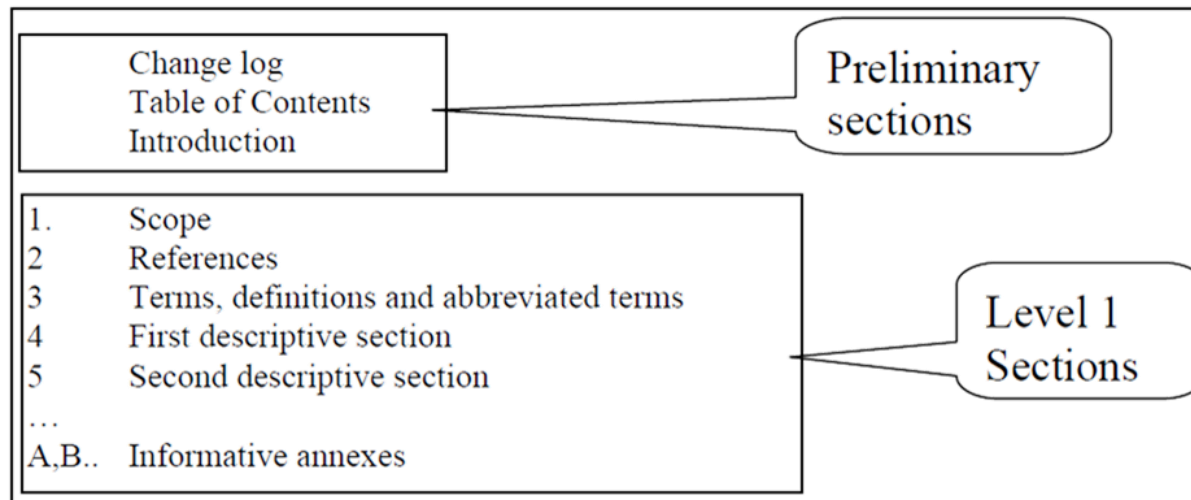 Change log
Table of Contents
Introduction
Preliminary
sections
1. Scope
2 References
3 Terms, definitions and abbreviated terms
4 First descriptive section
5 Second descriptive section
…
A,B.. Informative annexes
Level 1
Sections